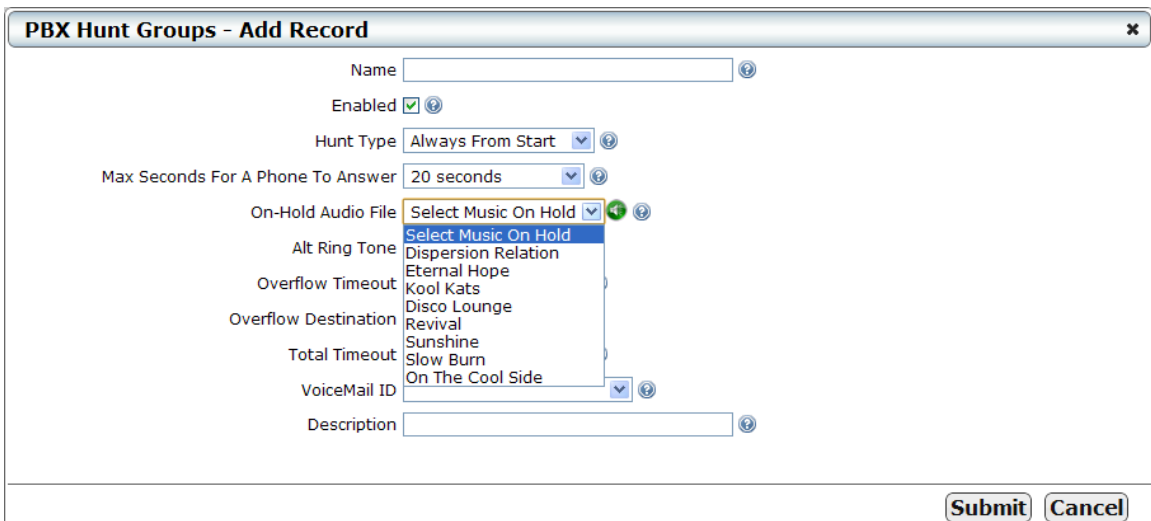 PBX Hunt Groups - Add Record
Name
Enabled
Hunt Type Always From Start
Max Seconds For A Phone To Answer 20 seconds
On-Hold Audio File Select Music On Hold
Select Music On Hold
Alt Ring Tone
Dispersion Relation
Eternal Hope
Overflow Timeout
Kool Kats
Disco Lounge
Overflow Destination
Revival
Sunshine
Total Timeout
Slow Burn
On The Cool Side
VoiceMail ID
Description
Submit Cancel